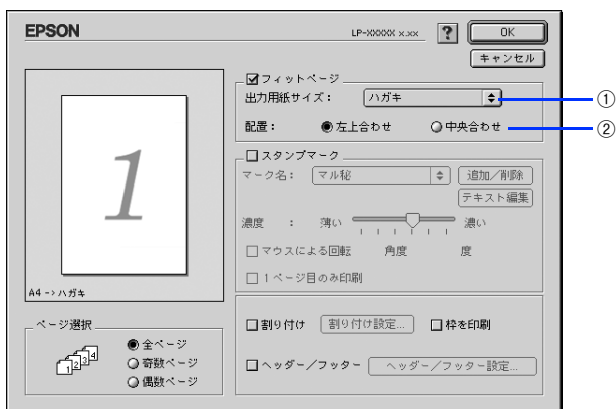 EPSON
LP-XXXXX x.xx
?
OK
キャンセル
1
A4 -> ハガキ
フィットページ
出力用紙サイズ： ハガキ
①
配置： 左上合わせ 中央合わせ
②
スタンプマーク
マーク名： マル秘 追加／削除
テキスト編集
濃度 ： 薄い 濃い
マウスによる回転 角度 度
1ページ目のみ印刷
ページ選択
1 2 3 4
全ページ
奇数ページ
偶数ページ
割り付け 割り付け設定... 枠を印刷
ヘッダー／フッター ヘッダー／フッター設定...